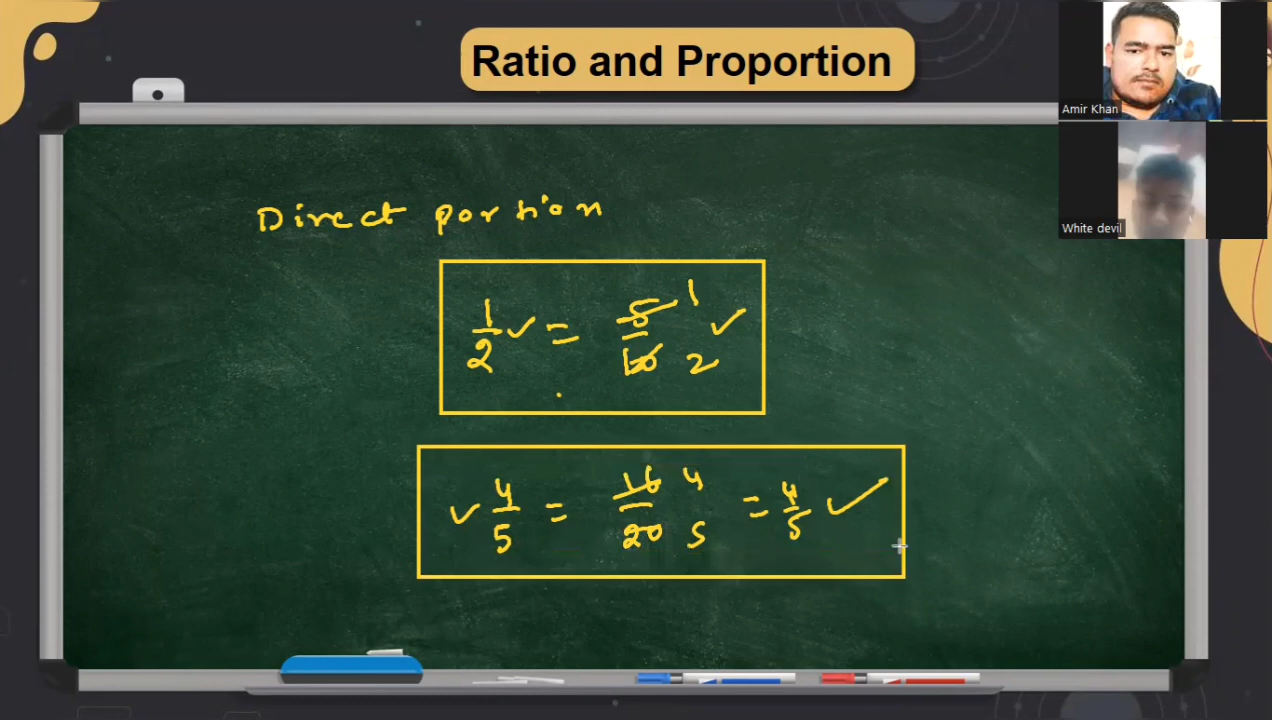 Ratio and Proportion
Amir Khan
White devil
Direct portion
1/2 ✓ = 5/10 1/2 ✓
✓ 4/5 = 16/20 4/5 = 4/5 ✓